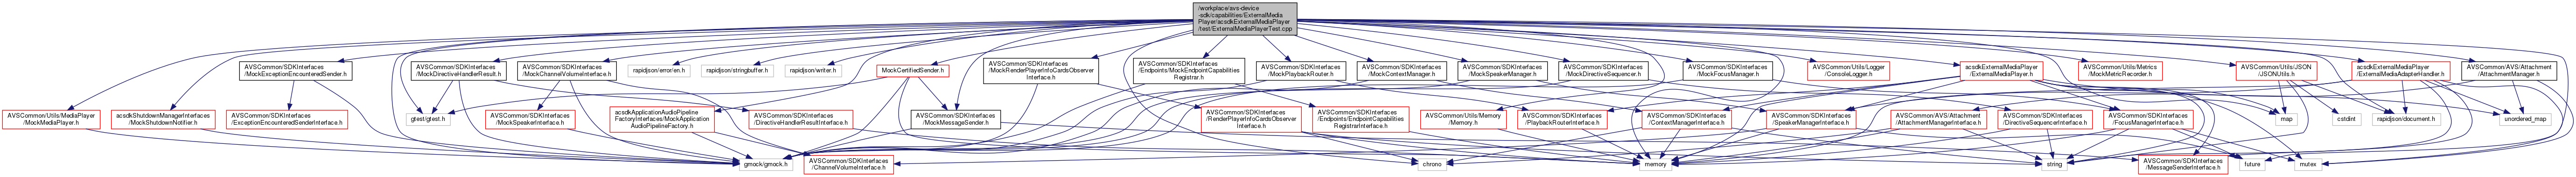 /workplace/avs-device
-sdk/capabilities/ExternalMedia
Player/acsdkExternalMediaPlayer
/test/ExternalMediaPlayerTest.cpp
AVSCommon/SDKInterfaces
/MockExceptionEncounteredSender.h
AVSCommon/SDKInterfaces
/MockDirectiveHandlerResult.h
AVSCommon/SDKInterfaces
/MockChannelVolumeInterface.h
rapidjson/error/en.h
rapidjson/stringbuffer.h
rapidjson/writer.h
MockCertifiedSender.h
AVSCommon/SDKInterfaces
/MockRenderPlayerInfoCardsObserver
Interface.h
AVSCommon/SDKInterfaces
/Endpoints/MockEndpointCapabilities
Registrar.h
AVSCommon/SDKInterfaces
/MockPlaybackRouter.h
AVSCommon/SDKInterfaces
/MockContextManager.h
AVSCommon/SDKInterfaces
/MockSpeakerManager.h
AVSCommon/SDKInterfaces
/MockDirectiveSequencer.h
AVSCommon/SDKInterfaces
/MockFocusManager.h
AVSCommon/Utils/Logger
/ConsoleLogger.h
acsdkExternalMediaPlayer
/ExternalMediaPlayer.h
AVSCommon/Utils/Metrics
/MockMetricRecorder.h
AVSCommon/Utils/JSON
/JSONUtils.h
acsdkExternalMediaPlayer
/ExternalMediaAdapterHandler.h
AVSCommon/AVS/Attachment
/AttachmentManager.h
AVSCommon/Utils/MediaPlayer
/MockMediaPlayer.h
acsdkShutdownManagerInterfaces
/MockShutdownNotifier.h
AVSCommon/SDKInterfaces
/ExceptionEncounteredSenderInterface.h
gtest/gtest.h
AVSCommon/SDKInterfaces
/MockSpeakerInterface.h
acsdkApplicationAudioPipeline
FactoryInterfaces/MockApplication
AudioPipelineFactory.h
AVSCommon/SDKInterfaces
/DirectiveHandlerResultInterface.h
AVSCommon/SDKInterfaces
/MockMessageSender.h
AVSCommon/SDKInterfaces
/RenderPlayerInfoCardsObserver
Interface.h
AVSCommon/SDKInterfaces
/Endpoints/EndpointCapabilities
RegistrarInterface.h
AVSCommon/Utils/Memory
/Memory.h
AVSCommon/SDKInterfaces
/PlaybackRouterInterface.h
AVSCommon/SDKInterfaces
/ContextManagerInterface.h
AVSCommon/SDKInterfaces
/SpeakerManagerInterface.h
AVSCommon/AVS/Attachment
/AttachmentManagerInterface.h
AVSCommon/SDKInterfaces
/DirectiveSequencerInterface.h
AVSCommon/SDKInterfaces
/FocusManagerInterface.h
map
cstdint
rapidjson/document.h
unordered_map
gmock/gmock.h
AVSCommon/SDKInterfaces
/ChannelVolumeInterface.h
chrono
memory
string
AVSCommon/SDKInterfaces
/MessageSenderInterface.h
future
mutex